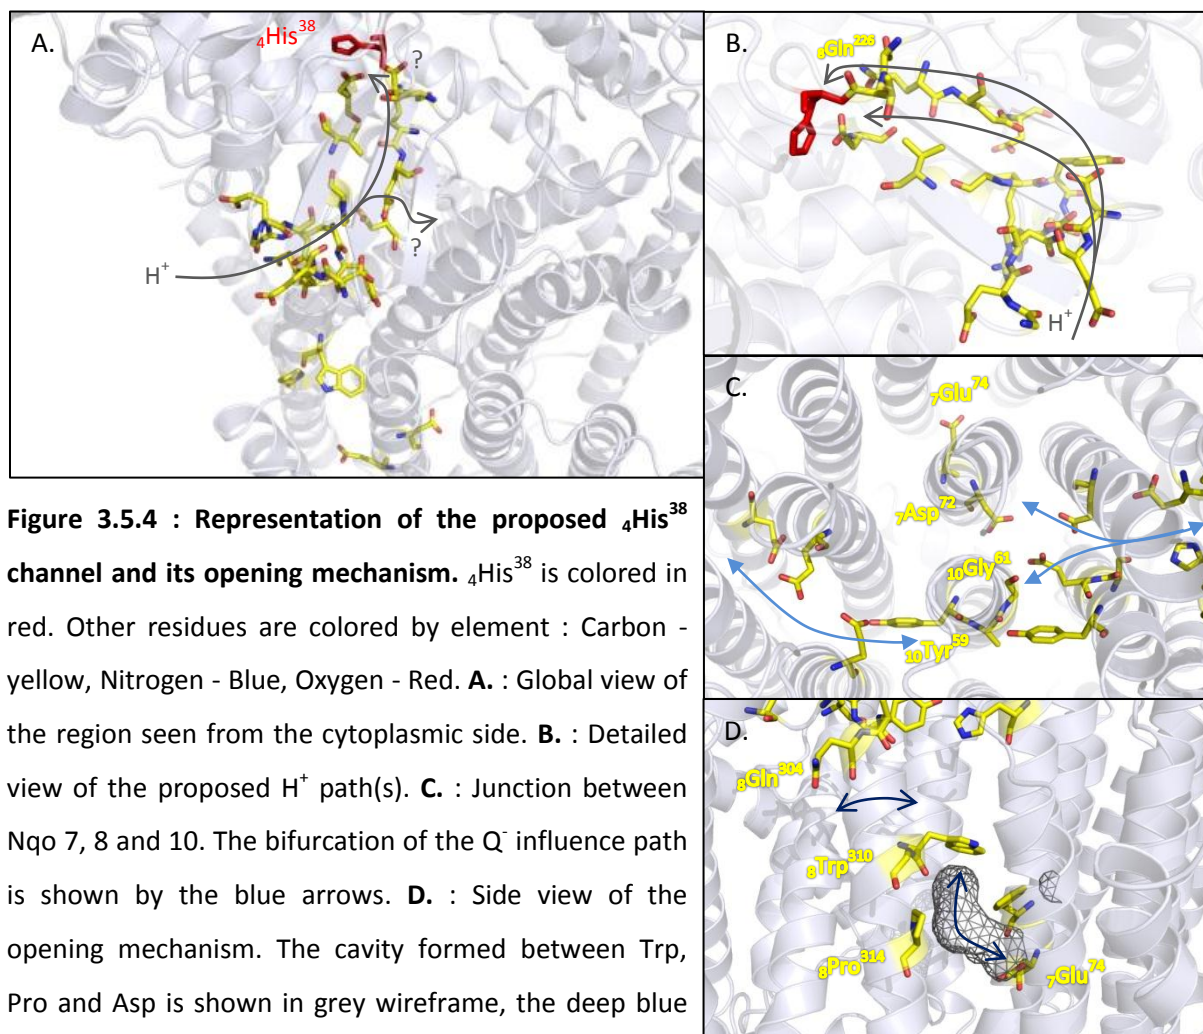 A.
₄His³⁸
?
?
H⁺
B.
₈Gln²²⁶
H⁺
C.
₇Glu⁷⁴
₇Asp⁷²
₁₀Gly⁶¹
₁₀Tyr⁵⁹
D.
₈Gln³⁰⁴
₈Trp³¹⁰
₈Pro³¹⁴
₇Glu⁷⁴
Figure 3.5.4 : Representation of the proposed ₄His³⁸
channel and its opening mechanism. ₄His³⁸ is colored in
red. Other residues are colored by element : Carbon -
yellow, Nitrogen - Blue, Oxygen - Red. A. : Global view of
the region seen from the cytoplasmic side. B. : Detailed
view of the proposed H⁺ path(s). C. : Junction between
Nqo 7, 8 and 10. The bifurcation of the Q⁻ influence path
is shown by the blue arrows. D. : Side view of the
opening mechanism. The cavity formed between Trp,
Pro and Asp is shown in grey wireframe, the deep blue